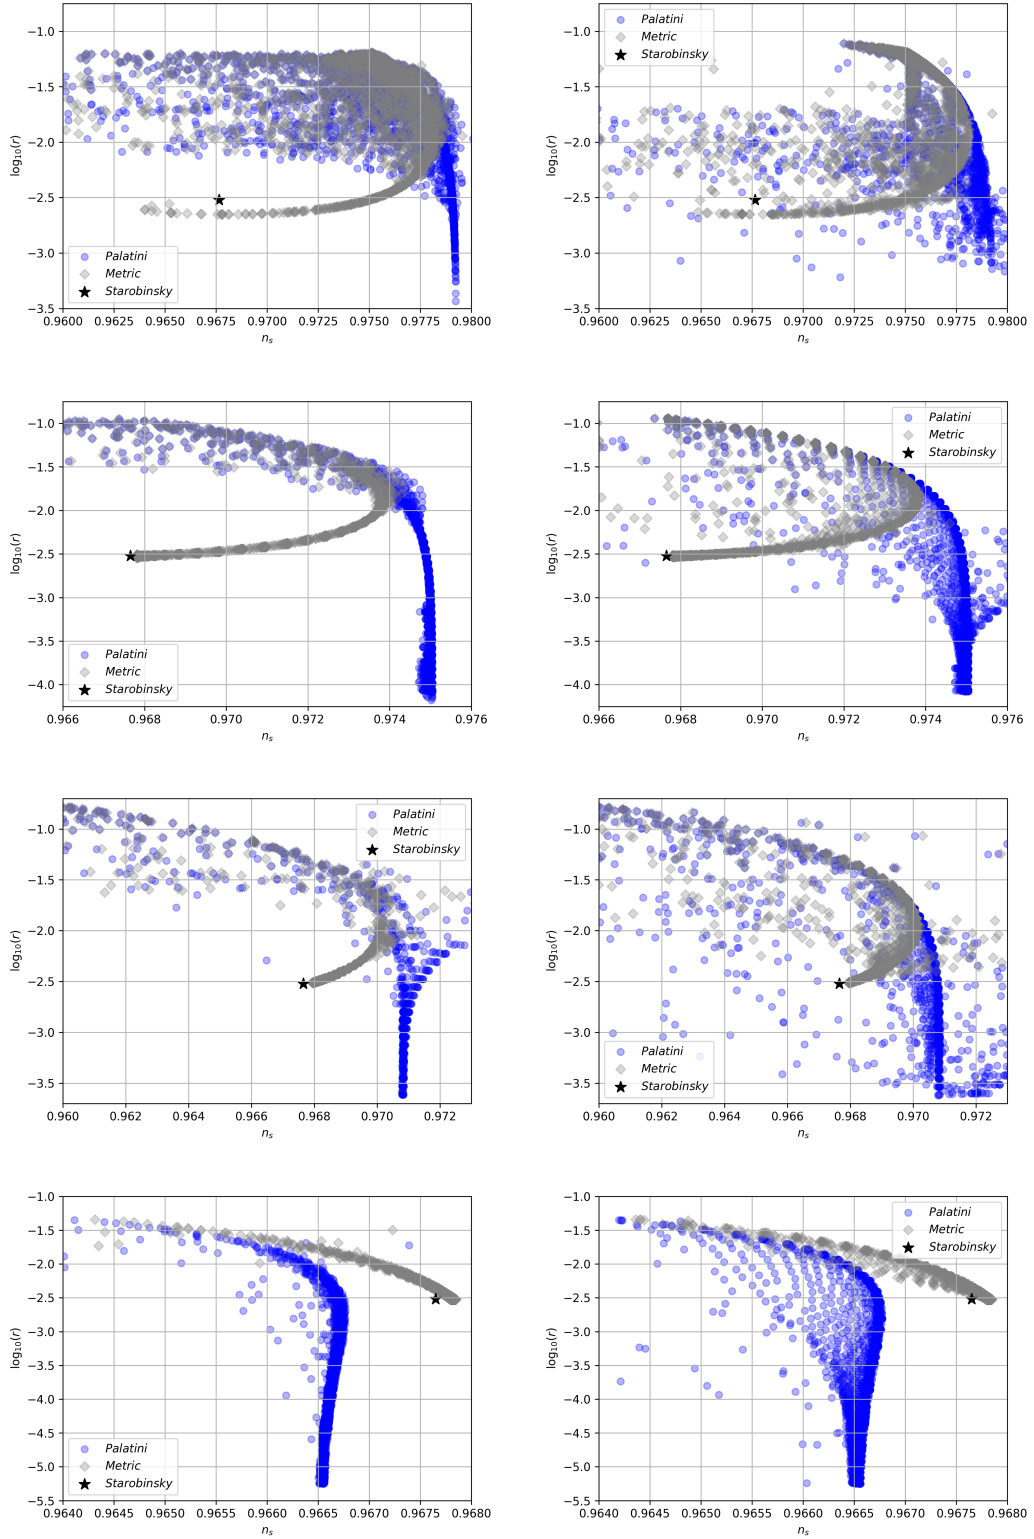 −1.0
−1.5
−2.0
−2.5
−3.0
−3.5
log₁₀(r)
Palatini
Metric
Starobinsky
0.9600 0.9625 0.9650 0.9675 0.9700 0.9725 0.9750 0.9775 0.9800
n_s
−1.0
−1.5
−2.0
−2.5
−3.0
−3.5
log₁₀(r)
Palatini
Metric
Starobinsky
0.9600 0.9625 0.9650 0.9675 0.9700 0.9725 0.9750 0.9775 0.9800
n_s
−1.0
−1.5
−2.0
−2.5
−3.0
−3.5
−4.0
log₁₀(r)
Palatini
Metric
Starobinsky
0.966 0.968 0.970 0.972 0.974 0.976
n_s
−1.0
−1.5
−2.0
−2.5
−3.0
−3.5
−4.0
log₁₀(r)
Palatini
Metric
Starobinsky
0.966 0.968 0.970 0.972 0.974 0.976
n_s
−1.0
−1.5
−2.0
−2.5
−3.0
−3.5
log₁₀(r)
Palatini
Metric
Starobinsky
0.960 0.962 0.964 0.966 0.968 0.970 0.972
n_s
−1.0
−1.5
−2.0
−2.5
−3.0
−3.5
log₁₀(r)
Palatini
Metric
Starobinsky
0.960 0.962 0.964 0.966 0.968 0.970 0.972
n_s
−1.0
−1.5
−2.0
−2.5
−3.0
−3.5
−4.0
−4.5
−5.0
−5.5
log₁₀(r)
Palatini
Metric
Starobinsky
0.9640 0.9645 0.9650 0.9655 0.9660 0.9665 0.9670 0.9675 0.9680
n_s
−1.0
−1.5
−2.0
−2.5
−3.0
−3.5
−4.0
−4.5
−5.0
−5.5
log₁₀(r)
Palatini
Metric
Starobinsky
0.9640 0.9645 0.9650 0.9655 0.9660 0.9665 0.9670 0.9675 0.9680
n_s